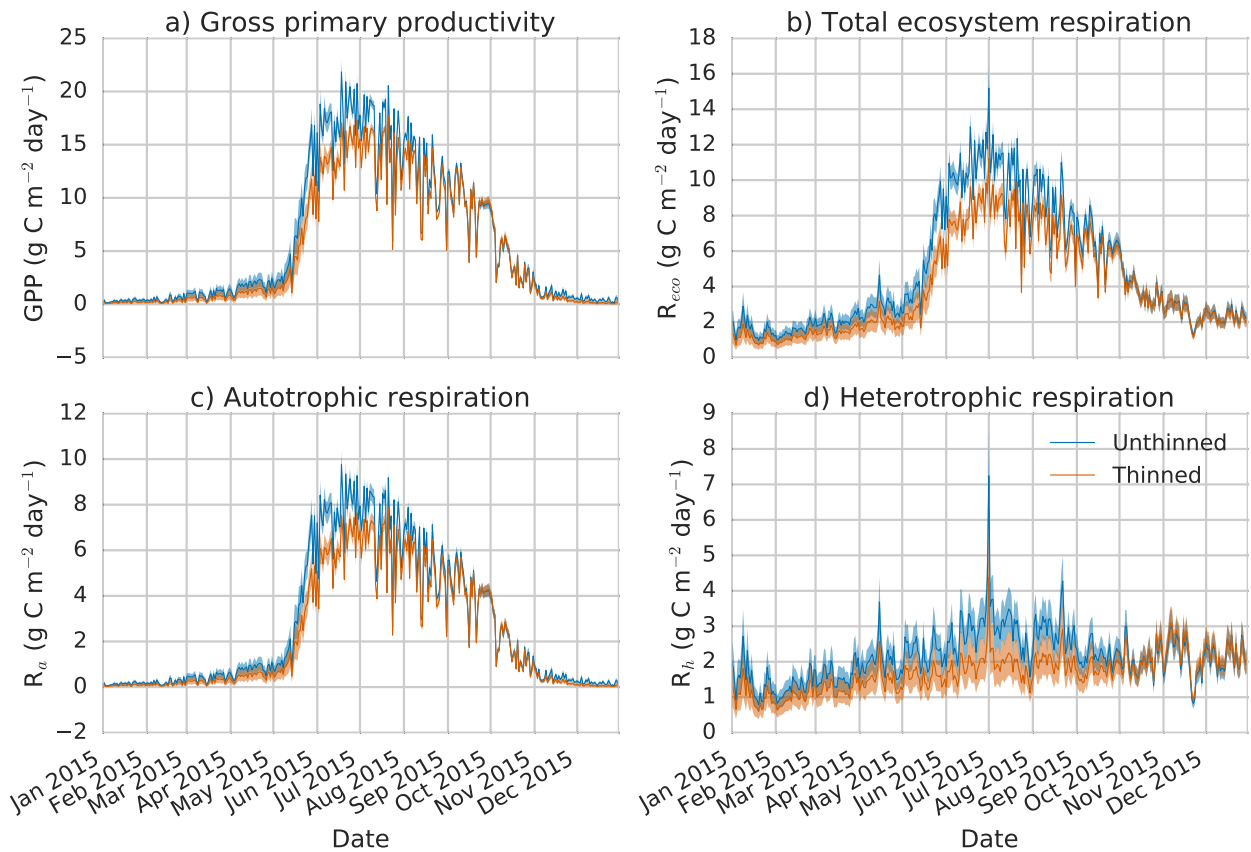 a) Gross primary productivity
25
20
15
10
5
0
−5
GPP (g C m−2 day−1)
b) Total ecosystem respiration
18
16
14
12
10
8
6
4
2
0
Reco (g C m−2 day−1)
c) Autotrophic respiration
12
10
8
6
4
2
0
−2
Ra (g C m−2 day−1)
Jan 2015
Feb 2015
Mar 2015
Apr 2015
May 2015
Jun 2015
Jul 2015
Aug 2015
Sep 2015
Oct 2015
Nov 2015
Dec 2015
Date
d) Heterotrophic respiration
9
8
7
6
5
4
3
2
1
0
Rh (g C m−2 day−1)
Unthinned
Thinned
Jan 2015
Feb 2015
Mar 2015
Apr 2015
May 2015
Jun 2015
Jul 2015
Aug 2015
Sep 2015
Oct 2015
Nov 2015
Dec 2015
Date